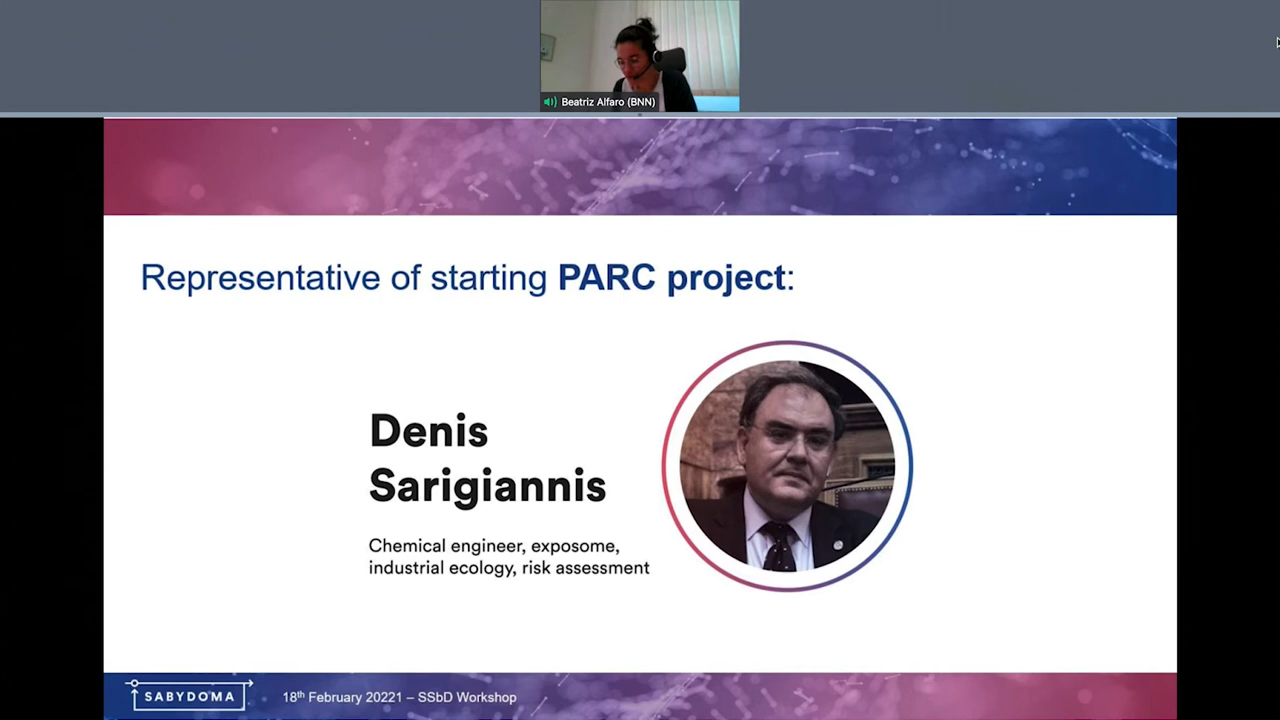 Beatriz Alfaro (BNN)
Representative of starting PARC project:
Denis
Sarigiannis
Chemical engineer, exposome,
industrial ecology, risk assessment
SABYDOMA
18th February 20221 – SSbD Workshop